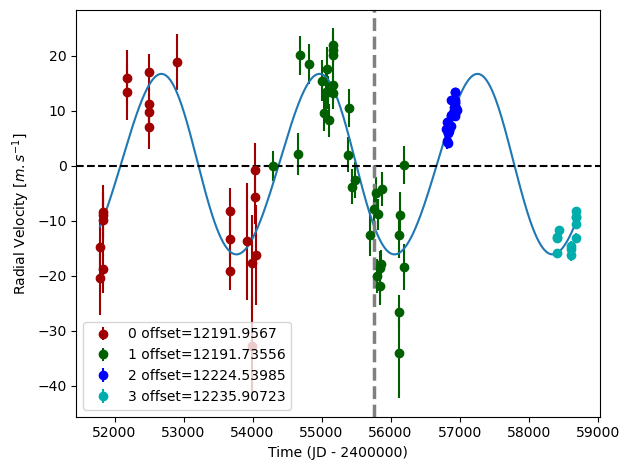 Radial Velocity [m. s⁻¹]
20
10
0
−10
−20
−30
−40
0 offset=12191.9567
1 offset=12191.73556
2 offset=12224.53985
3 offset=12235.90723
52000 53000 54000 55000 56000 57000 58000 59000
Time (JD - 2400000)